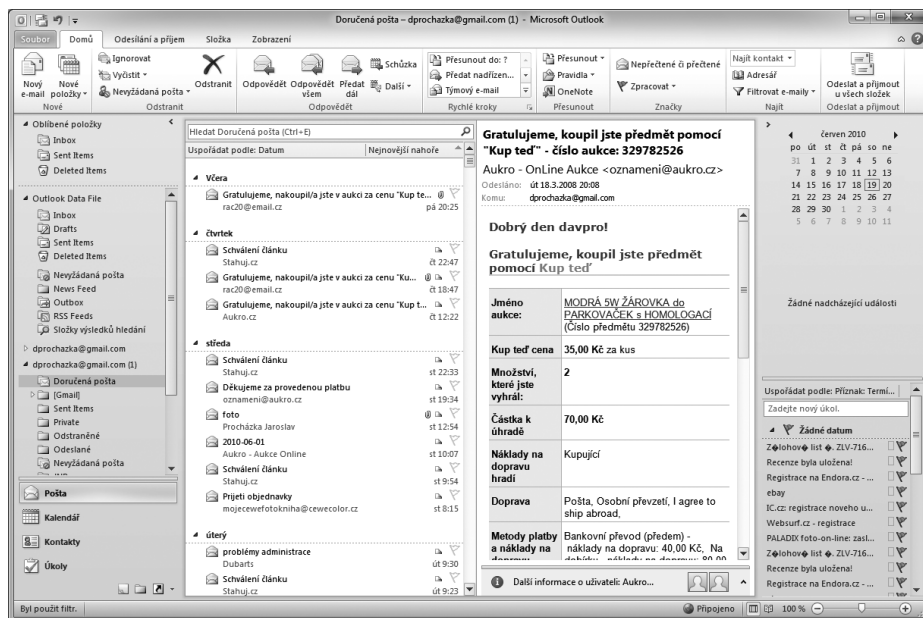 Doručená pošta – dprochazka@gmail.com (1) - Microsoft Outlook
Soubor Domů Odesílání a příjem Složka Zobrazení
Nový e-mail
Nové položky
Nové
Ignorovat
Vyčistit
Nevyžádaná pošta
Odstranit
Odstranit
Odpovědět
Odpovědět všem
Předat dál
Schůzka
Další
Odpovědět
Přesunout do: ?
Předat nadřízen...
Týmový e-mail
Rychlé kroky
Přesunout
Pravidla
OneNote
Přesunout
Nepřečtené či přečtené
Zpracovat
Značky
Najít kontakt
Adresář
Filtrovat e-maily
Najít
Odeslat a přijmout
u všech složek
Odeslat a přijmout
Oblíbené položky
Inbox
Sent Items
Deleted Items
Outlook Data File
Inbox
Drafts
Sent Items
Deleted Items
Nevyžádaná pošta
News Feed
Outbox
RSS Feeds
Složky výsledků hledání
dprochazka@gmail.com
dprochazka@gmail.com (1)
Doručená pošta
[Gmail]
Sent Items
Private
Odstraněné
Odeslané
Nevyžádaná pošta
Pošta
Kalendář
Kontakty
Úkoly
Hledat Doručená pošta (Ctrl+E)
Uspořádat podle: Datum Nejnovější nahoře
Včera
Gratulujeme, nakoupil/a jste v aukci za cenu "Kup te...
rac20@email.cz pá 20:25
čtvrtek
Schválení článku
Stahuj.cz čt 22:47
Gratulujeme, nakoupil/a jste v aukci za cenu "Ku...
rac20@email.cz čt 18:47
Gratulujeme, nakoupil/a jste v aukci za cenu "Kup t...
Aukro.cz čt 12:22
středa
Schválení článku
Stahuj.cz st 22:33
Děkujeme za provedenou platbu
oznameni@aukro.cz st 19:34
foto
Procházka Jaroslav st 12:54
2010-06-01
Aukro - Aukce Online st 10:07
Schválení článku
Stahuj.cz st 9:54
Prijeti objednavky
mojecewefotokniha@cewecolor.cz st 8:15
úterý
problémy administrace
Dubarts út 9:30
Schválení článku
Stahuj.cz út 9:23
Gratulujeme, koupil jste předmět pomocí
"Kup teď" - číslo aukce: 329782526
Aukro - OnLine Aukce <oznameni@aukro.cz>
Odesláno: út 18.3.2008 20:08
Komu: dprochazka@gmail.com
Dobrý den davpro!
Gratulujeme, koupil jste předmět
pomocí Kup teď
Jméno aukce:
MODRÁ 5W ŽÁROVKA do
PARKOVAČEK s HOMOLOGACÍ
(Číslo předmětu 329782526)
Kup teď cena 35,00 Kč za kus
Množství, které jste vyhrál:
2
Částka k úhradě
70,00 Kč
Náklady na dopravu hradí
Kupující
Doprava
Pošta, Osobní převzetí, I agree to
ship abroad,
Metody platby
a náklady na
dopravu
Bankovní převod (předem) -
náklady na dopravu: 40,00 Kč, Na
dobírku - náklady na dopravu: 80,00
Další informace o uživateli: Aukro...
červen 2010
po út st čt pá so ne
31 1 2 3 4 5 6
7 8 9 10 11 12 13
14 15 16 17 18 19 20
21 22 23 24 25 26 27
28 29 30 1 2 3 4
5 6 7 8 9 10 11
Žádné nadcházející události
Uspořádat podle: Příznak: Termí...
Zadejte nový úkol.
Žádné datum
Z�lohov� list �. ZLV-716...
Recenze byla uložena!
Registrace na Endora.cz - ...
ebay
IC.cz: registrace noveho u...
Websurf.cz - registrace
PALADIX foto-on-line: zasl...
Z�lohov� list �. ZLV-716...
Recenze byla uložena!
Registrace na Endora.cz - ...
Byl použit filtr.
Připojeno
100 %